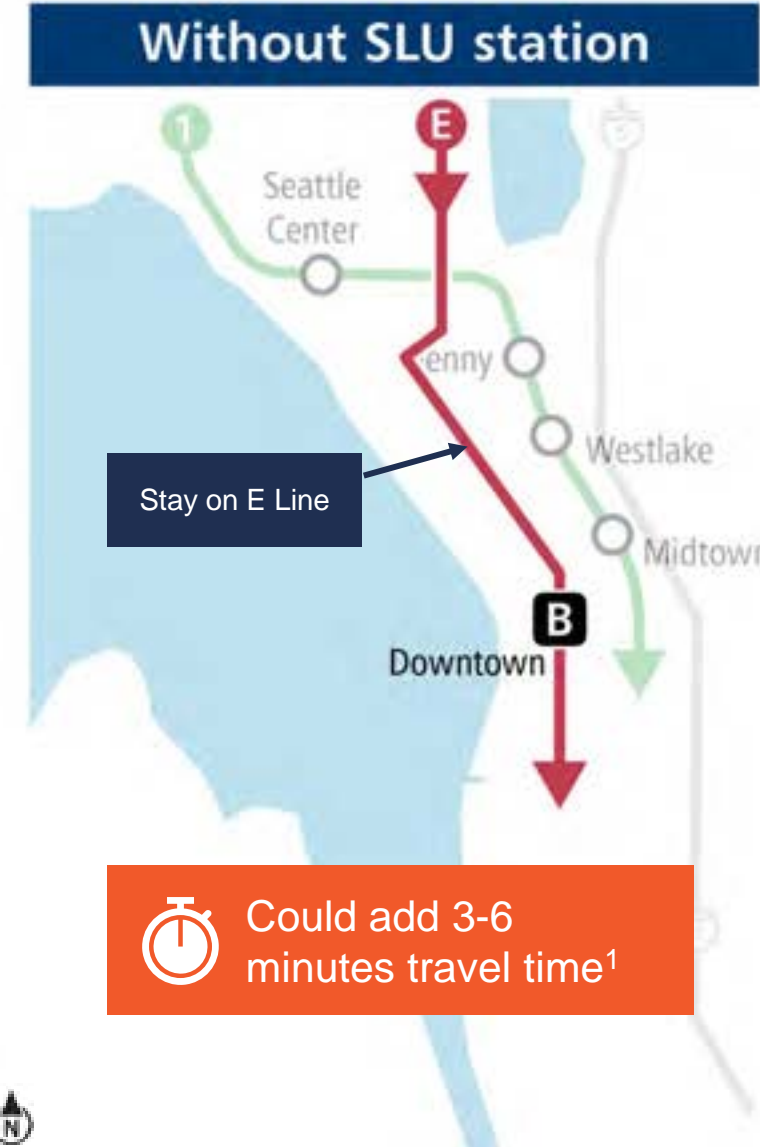 Without SLU station
1
E
Seattle
Center
enny
Westlake
Stay on E Line
Midtown
B
Downtown
Could add 3-6
minutes travel time¹
N